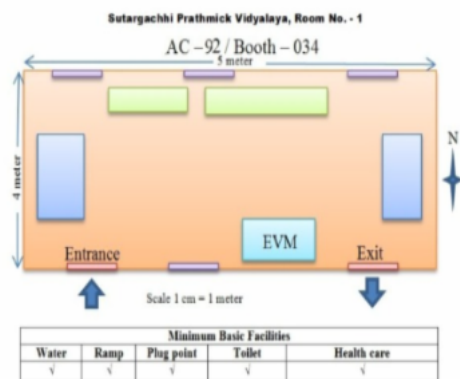 Sutargachhi Prathmick Vidyalaya, Room No. - 1
AC – 92 / Booth – 034
5 meter
4 meter
N
Entrance
EVM
Exit
Scale 1 cm = 1 meter
Minimum Basic Facilities
Water Ramp Plug point Toilet Health care
√ √ √ √ √